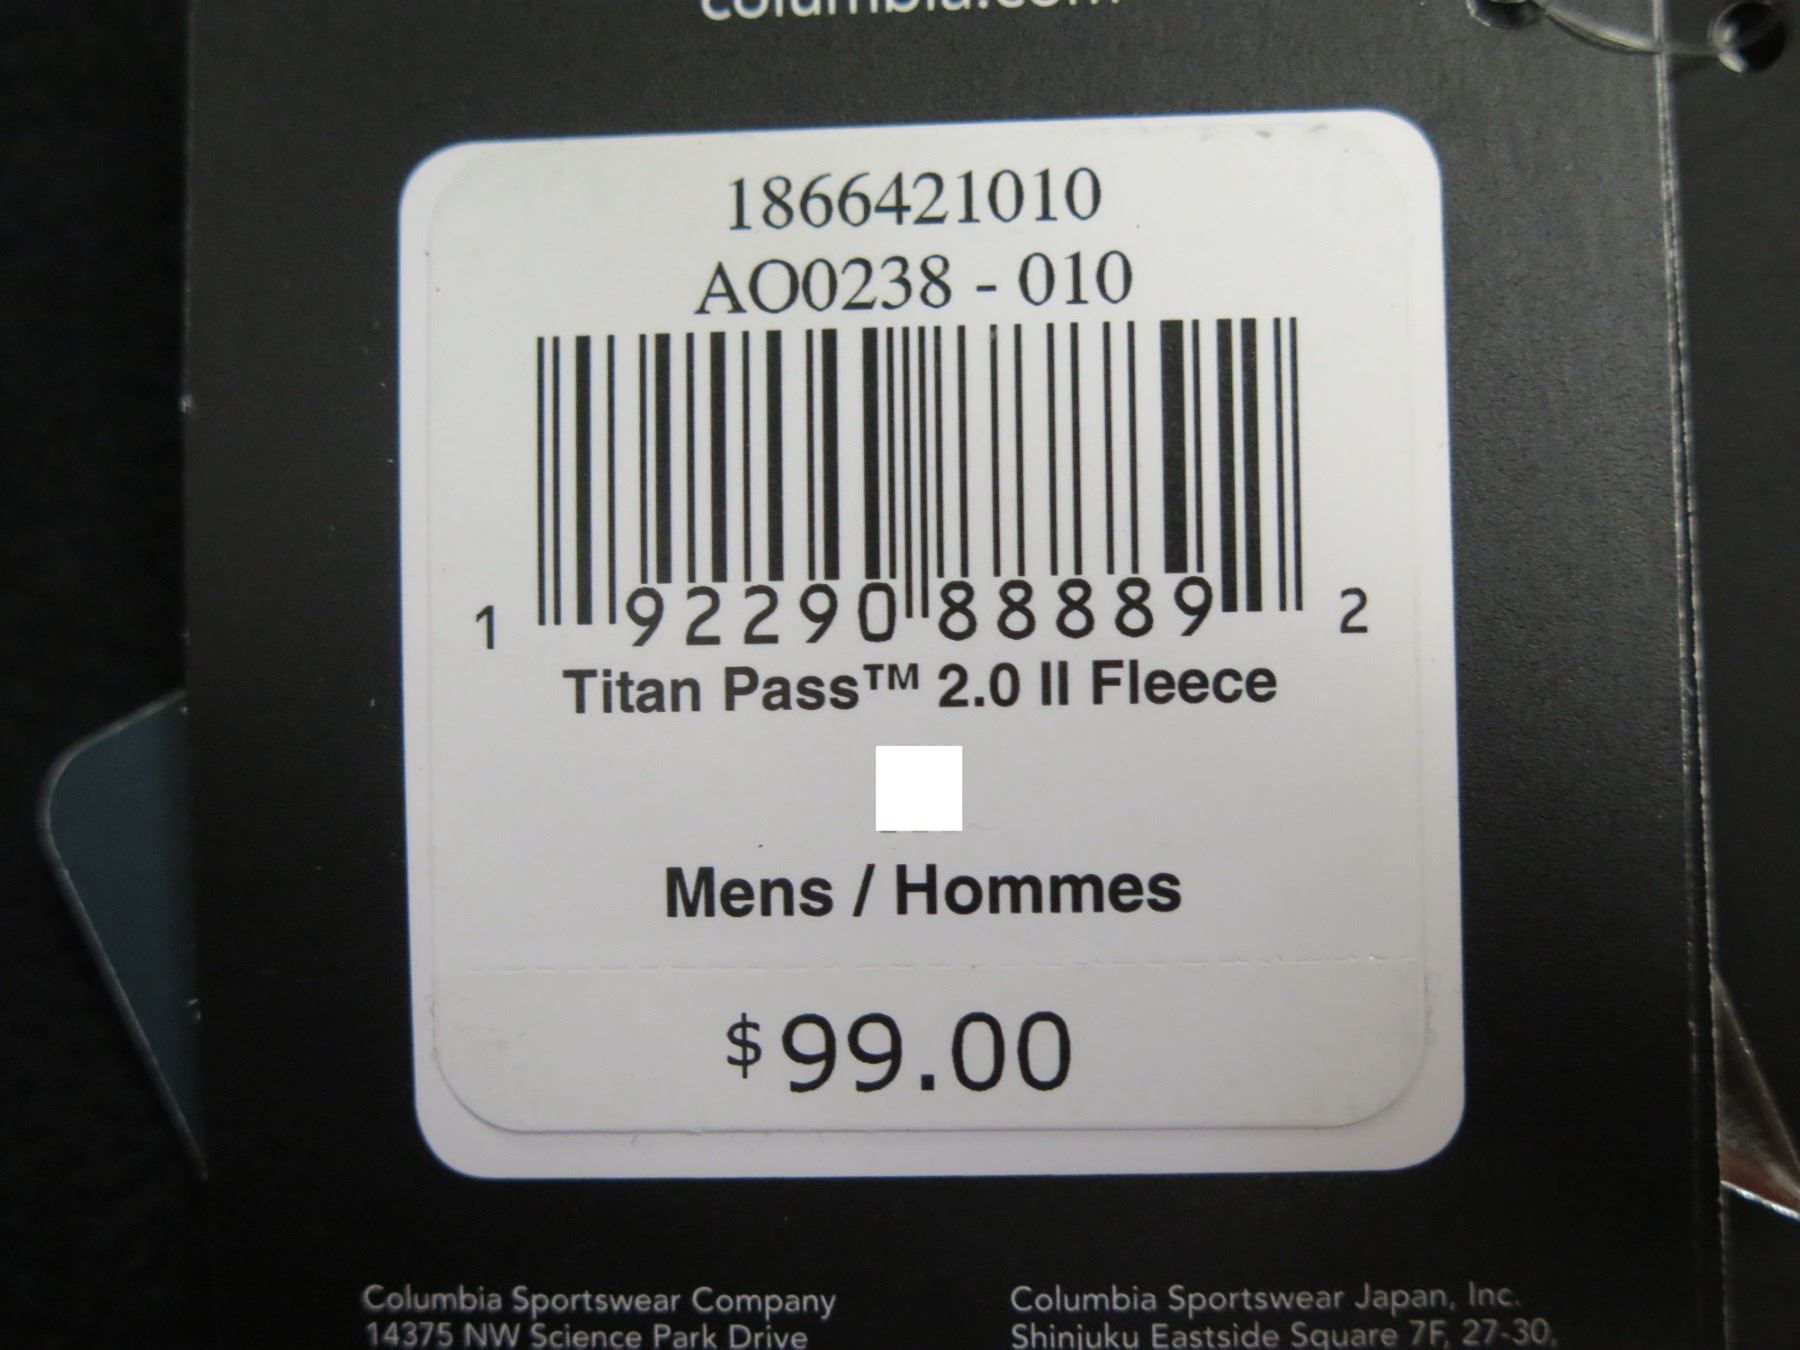 columbia.com
1866421010
AO0238 - 010
1 92290 88889 2
Titan Pass™ 2.0 II Fleece
Mens / Hommes
$99.00
Columbia Sportswear Company
14375 NW Science Park Drive
Columbia Sportswear Japan, Inc.
Shinjuku Eastside Square 7F, 27-30,